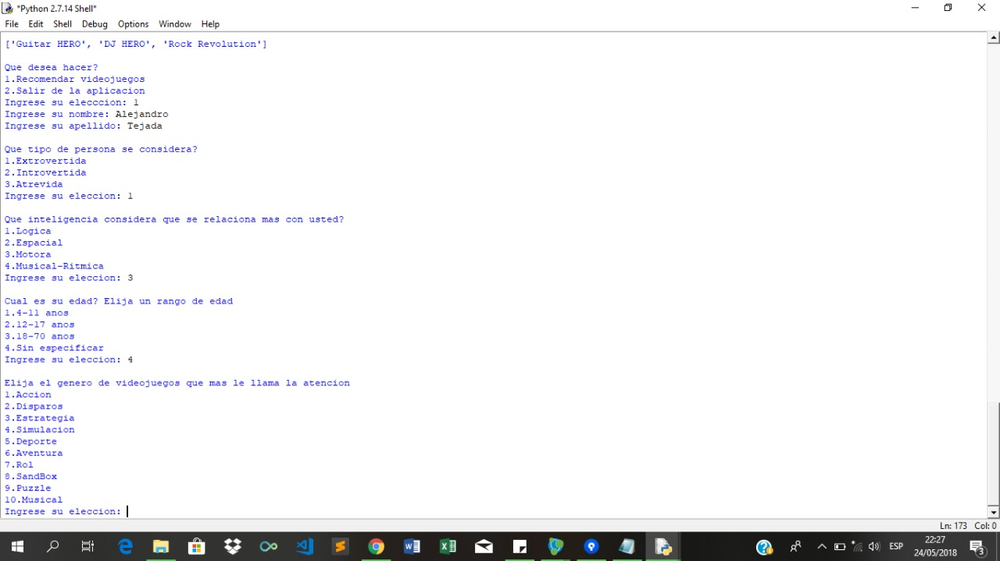 *Python 2.7.14 Shell*
File Edit Shell Debug Options Window Help
['Guitar HERO', 'DJ HERO', 'Rock Revolution']
Que desea hacer?
1.Recomendar videojuegos
2.Salir de la aplicacion
Ingrese su elecccion: 1
Ingrese su nombre: Alejandro
Ingrese su apellido: Tejada
Que tipo de persona se considera?
1.Extrovertida
2.Introvertida
3.Atrevida
Ingrese su eleccion: 1
Que inteligencia considera que se relaciona mas con usted?
1.Logica
2.Espacial
3.Motora
4.Musical-Ritmica
Ingrese su eleccion: 3
Cual es su edad? Elija un rango de edad
1.4-11 anos
2.12-17 anos
3.18-70 anos
4.Sin especificar
Ingrese su eleccion: 4
Elija el genero de videojuegos que mas le llama la atencion
1.Accion
2.Disparos
3.Estrategia
4.Simulacion
5.Deporte
6.Aventura
7.Rol
8.SandBox
9.Puzzle
10.Musical
Ingrese su eleccion:
Ln: 173 Col: 0
ESP
22:27
24/05/2018
3